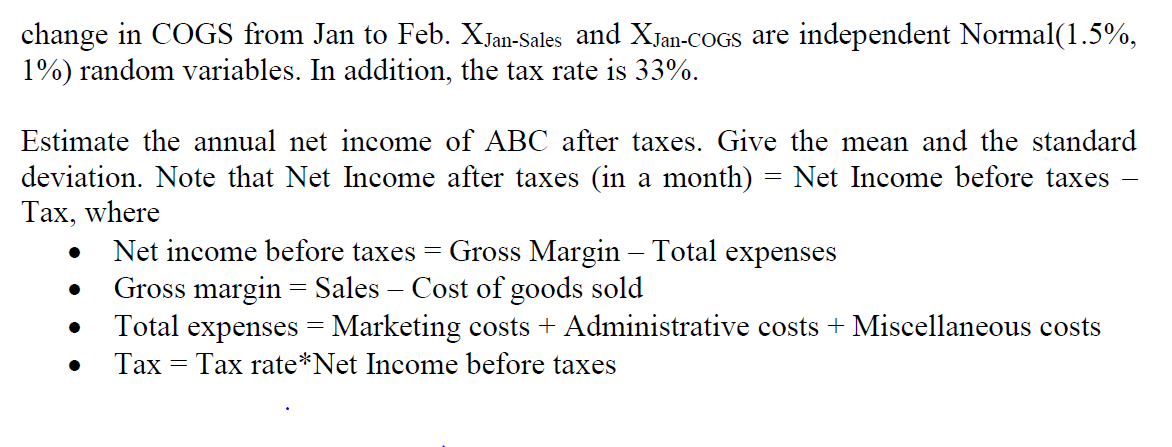 change in COGS from Jan to Feb. XJan-Sales and XJan-COGS are independent Normal(1.5%,
1%) random variables. In addition, the tax rate is 33%.
Estimate the annual net income of ABC after taxes. Give the mean and the standard
deviation. Note that Net Income after taxes (in a month) = Net Income before taxes –
Tax, where
• Net income before taxes = Gross Margin – Total expenses
• Gross margin = Sales – Cost of goods sold
• Total expenses = Marketing costs + Administrative costs + Miscellaneous costs
• Tax = Tax rate*Net Income before taxes